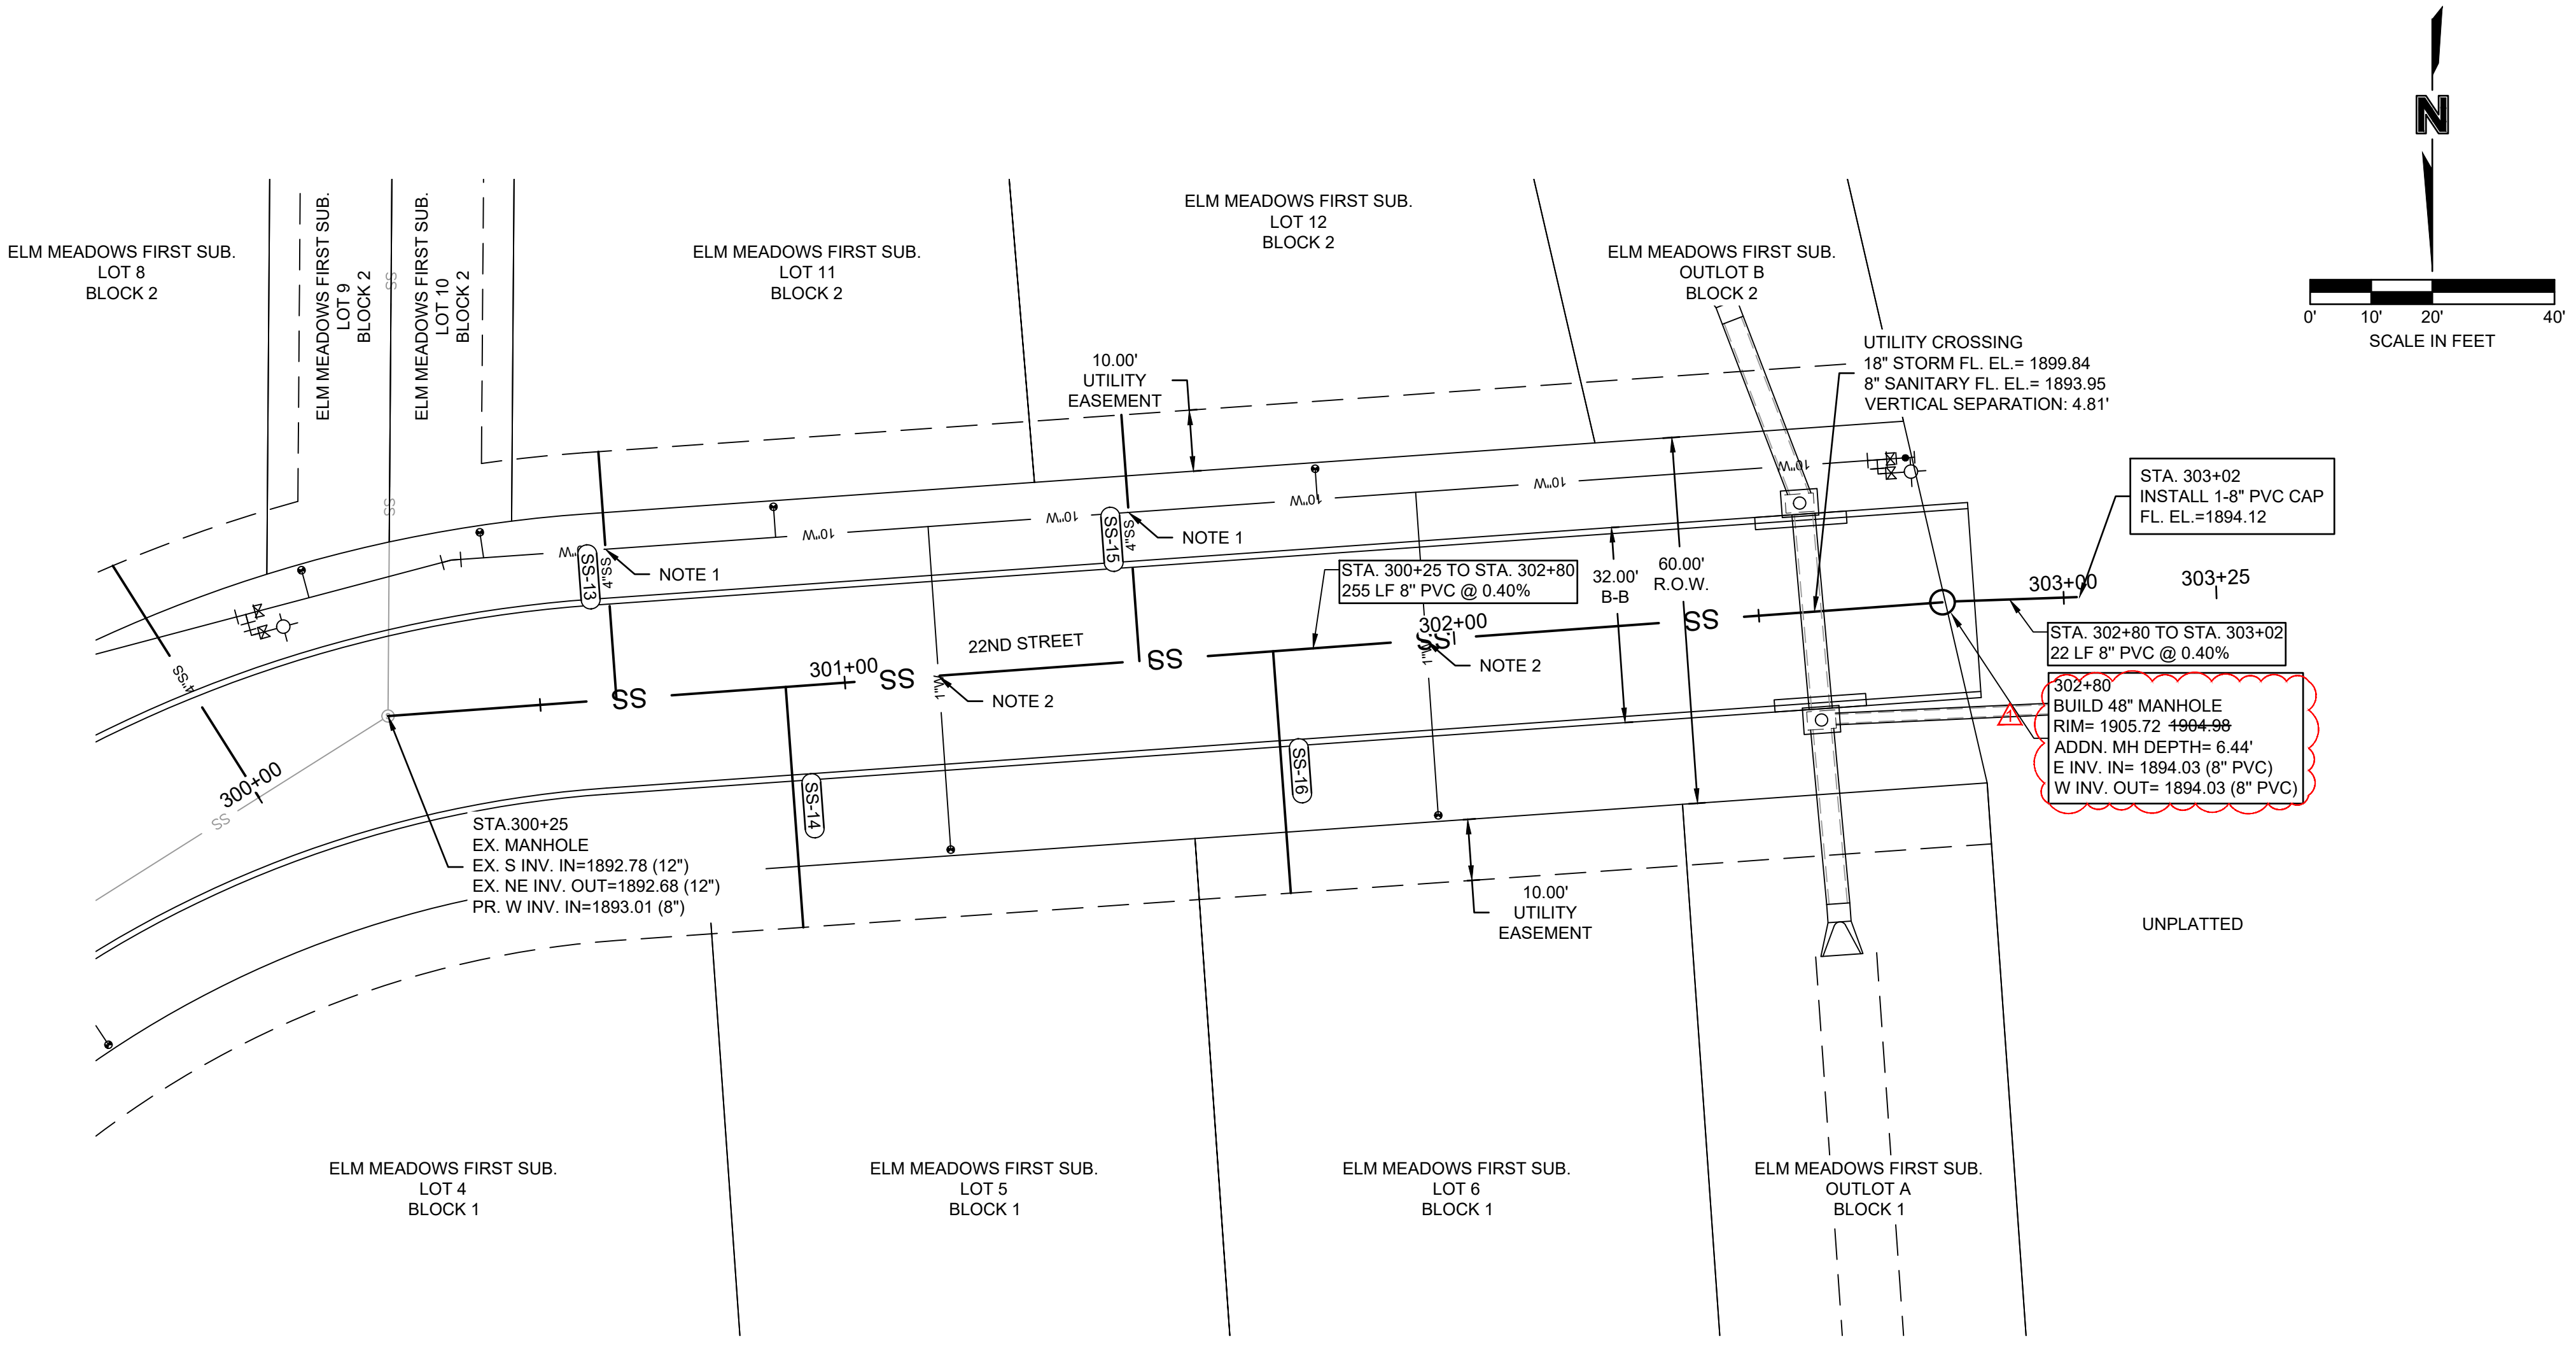 N
0' 10' 20' 40'
SCALE IN FEET
ELM MEADOWS FIRST SUB.
LOT 8
BLOCK 2
ELM MEADOWS FIRST SUB.
LOT 9
BLOCK 2
SS
SS
ELM MEADOWS FIRST SUB.
LOT 10
BLOCK 2
ELM MEADOWS FIRST SUB.
LOT 11
BLOCK 2
ELM MEADOWS FIRST SUB.
LOT 12
BLOCK 2
ELM MEADOWS FIRST SUB.
OUTLOT B
BLOCK 2
UTILITY CROSSING
18" STORM FL. EL.= 1899.84
8" SANITARY FL. EL.= 1893.95
VERTICAL SEPARATION: 4.81'
10.00'
UTILITY
EASEMENT
STA. 303+02
INSTALL 1-8" PVC CAP
FL. EL.=1894.12
10"W
10"W
10"W
10"W
10"W
SS-13
4"SS
NOTE 1
SS-15
4"SS
NOTE 1
STA. 300+25 TO STA. 302+80
255 LF 8" PVC @ 0.40%
32.00'
B-B
60.00'
R.O.W.
303+00
303+25
22ND STREET
301+00
302+00
SS
SS
SS
SS
SS
1"W
NOTE 2
1"W
NOTE 2
STA. 302+80 TO STA. 303+02
22 LF 8" PVC @ 0.40%
1
302+80
BUILD 48" MANHOLE
RIM= 1905.72 1904.98
ADDN. MH DEPTH= 6.44'
E INV. IN= 1894.03 (8" PVC)
W INV. OUT= 1894.03 (8" PVC)
4"SS
300+00
SS
SS-14
SS-16
STA.300+25
EX. MANHOLE
EX. S INV. IN=1892.78 (12")
EX. NE INV. OUT=1892.68 (12")
PR. W INV. IN=1893.01 (8")
10.00'
UTILITY
EASEMENT
UNPLATTED
ELM MEADOWS FIRST SUB.
LOT 4
BLOCK 1
ELM MEADOWS FIRST SUB.
LOT 5
BLOCK 1
ELM MEADOWS FIRST SUB.
LOT 6
BLOCK 1
ELM MEADOWS FIRST SUB.
OUTLOT A
BLOCK 1